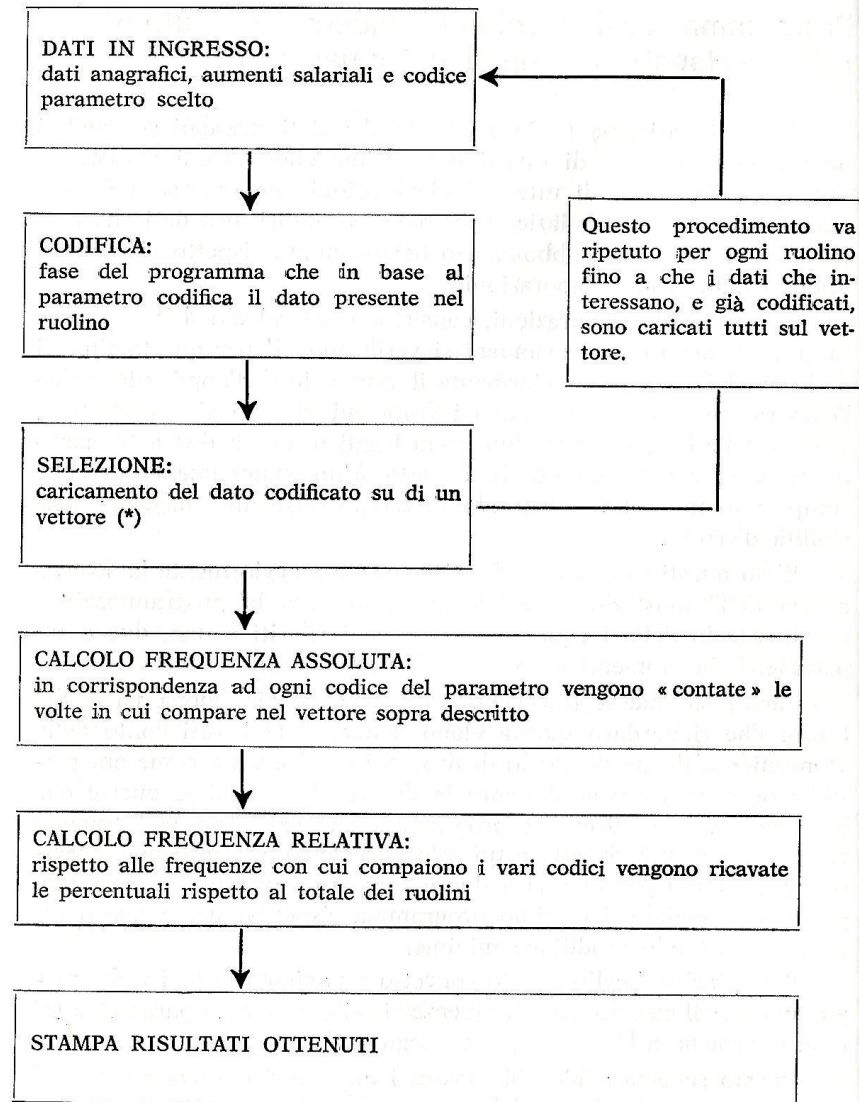 DATI IN INGRESSO:
dati anagrafici, aumenti salariali e codice
parametro scelto
CODIFICA:
fase del programma che in base al
parametro codifica il dato presente nel
ruolino
Questo procedimento va
ripetuto per ogni ruolino
fino a che i dati che in-
teressano, e già codificati,
sono caricati tutti sul vet-
tore.
SELEZIONE:
caricamento del dato codificato su di un
vettore (*)
CALCOLO FREQUENZA ASSOLUTA:
in corrispondenza ad ogni codice del parametro vengono « contate » le
volte in cui compare nel vettore sopra descritto
CALCOLO FREQUENZA RELATIVA:
rispetto alle frequenze con cui compaiono i vari codici vengono ricavate
le percentuali rispetto al totale dei ruolini
STAMPA RISULTATI OTTENUTI